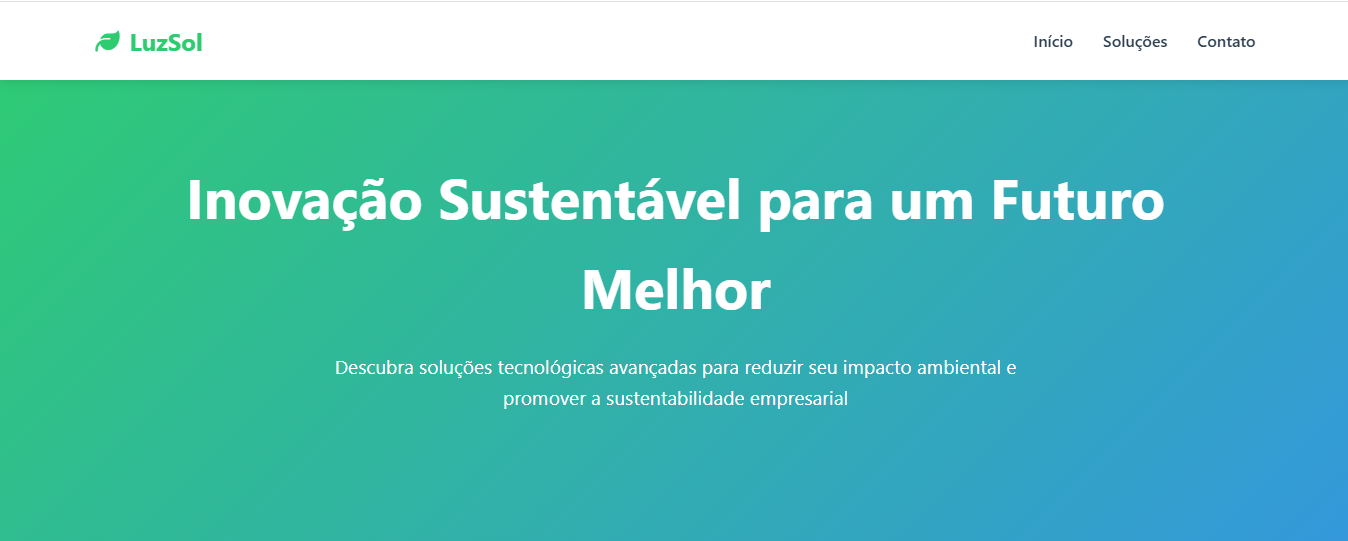 LuzSol
Início Soluções Contato
Inovação Sustentável para um Futuro
Melhor
Descubra soluções tecnológicas avançadas para reduzir seu impacto ambiental e
promover a sustentabilidade empresarial